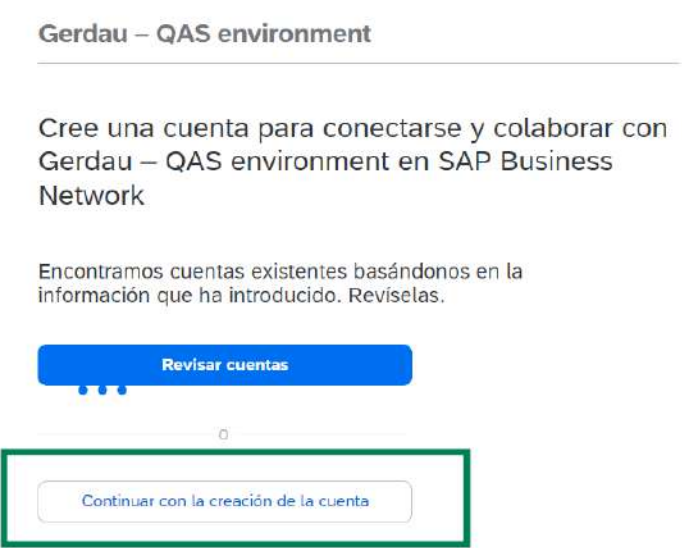 Gerdau – QAS environment
Cree una cuenta para conectarse y colaborar con
Gerdau – QAS environment en SAP Business
Network
Encontramos cuentas existentes basándonos en la
información que ha introducido. Revíselas.
Revisar cuentas
O
Continuar con la creación de la cuenta